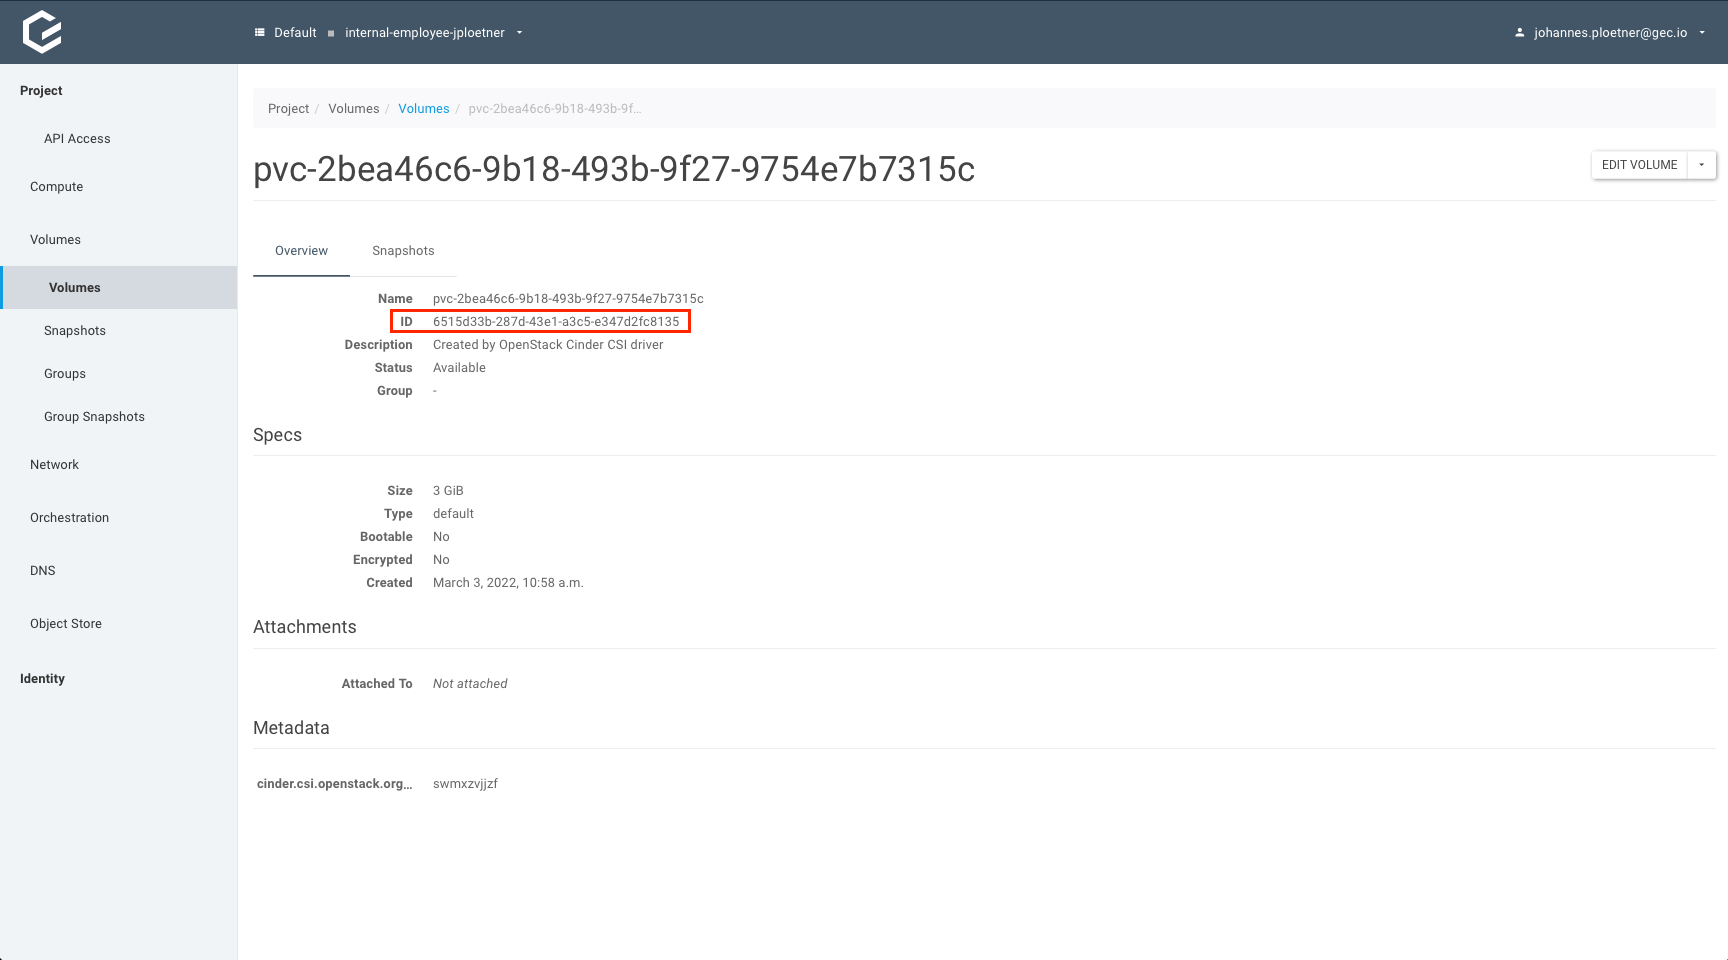 Default internal-employee-jploetner
johannes.ploetner@gec.io
Project
API Access
Compute
Volumes
Volumes
Snapshots
Groups
Group Snapshots
Network
Orchestration
DNS
Object Store
Identity
Project / Volumes / Volumes / pvc-2bea46c6-9b18-493b-9f...
pvc-2bea46c6-9b18-493b-9f27-9754e7b7315c
EDIT VOLUME
Overview Snapshots
Name pvc-2bea46c6-9b18-493b-9f27-9754e7b7315c
ID 6515d33b-287d-43e1-a3c5-e347d2fc8135
Description Created by OpenStack Cinder CSI driver
Status Available
Group -
Specs
Size 3 GiB
Type default
Bootable No
Encrypted No
Created March 3, 2022, 10:58 a.m.
Attachments
Attached To Not attached
Metadata
cinder.csi.openstack.org... swmxzvjjzf